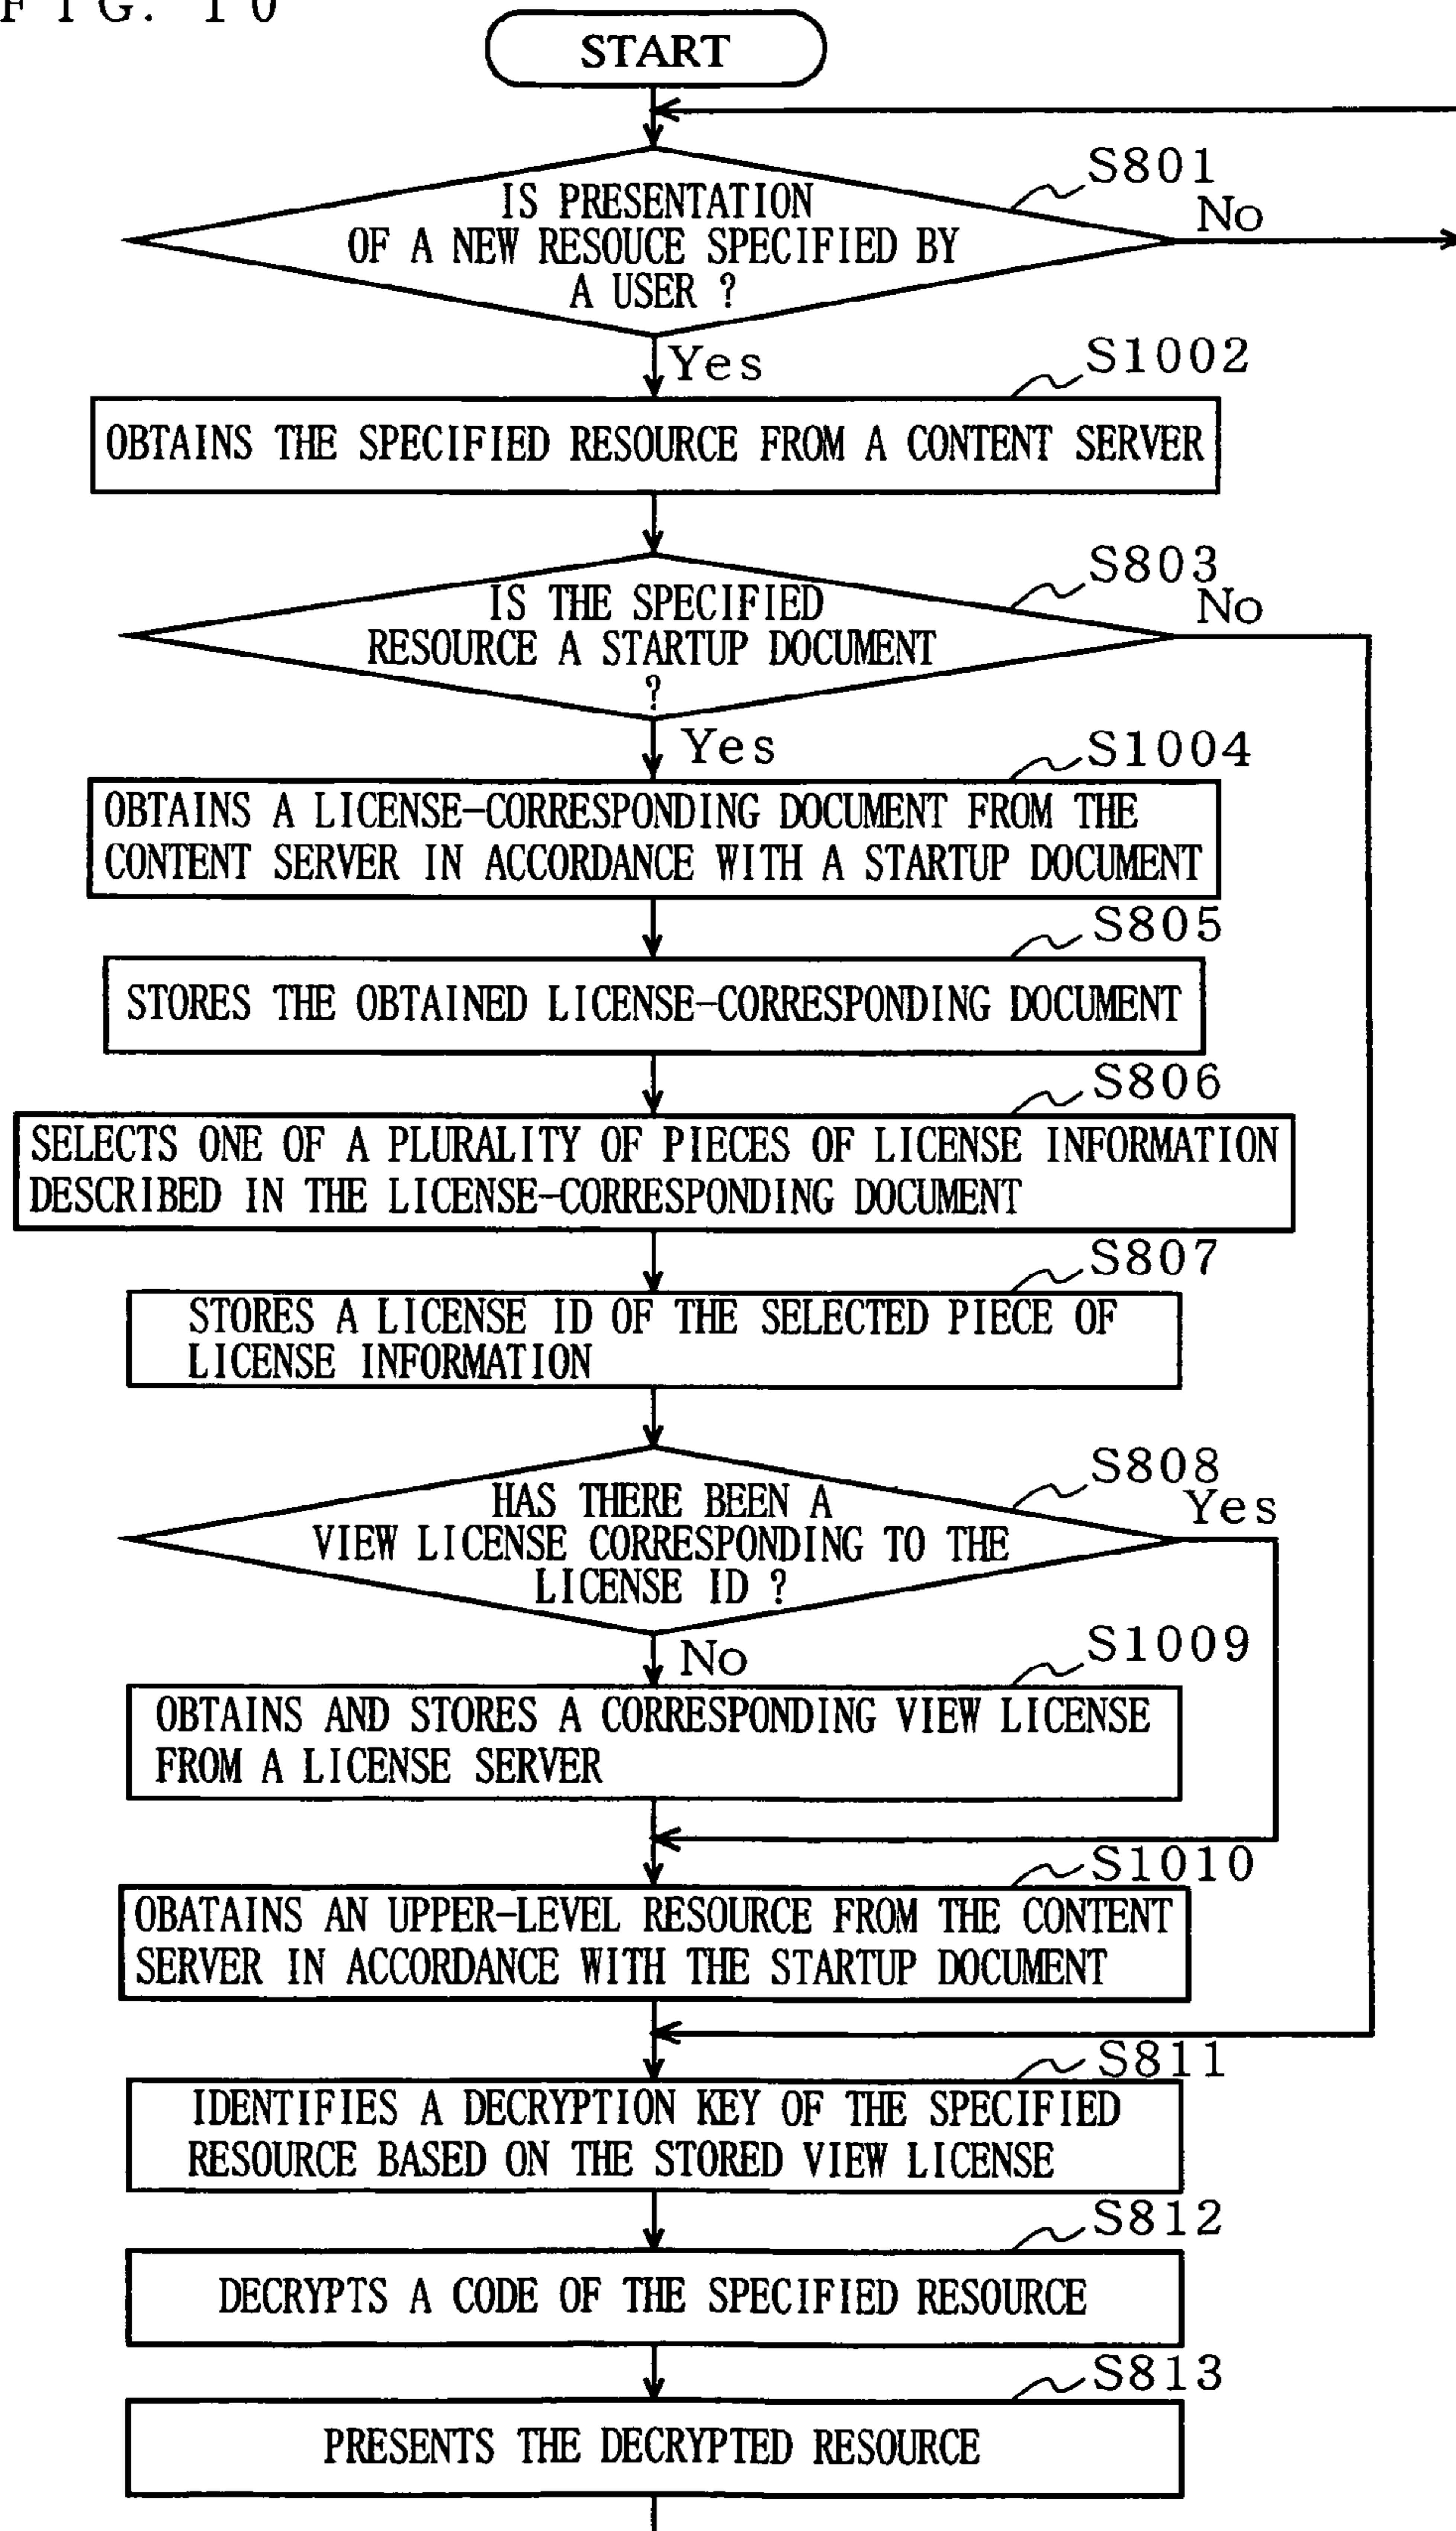 FIG. 10
START
S801
IS PRESENTATION
No
OF A NEW RESOUCE SPECIFIED BY
A USER ?
Yes
S1002
OBTAINS THE SPECIFIED RESOURCE FROM A CONTENT SERVER
S803
IS THE SPECIFIED
No
RESOURCE A STARTUP DOCUMENT
?
Yes
S1004
OBTAINS A LICENSE-CORRESPONDING DOCUMENT FROM THE
CONTENT SERVER IN ACCORDANCE WITH A STARTUP DOCUMENT
S805
STORES THE OBTAINED LICENSE-CORRESPONDING DOCUMENT
S806
SELECTS ONE OF A PLURALITY OF PIECES OF LICENSE INFORMATION
DESCRIBED IN THE LICENSE-CORRESPONDING DOCUMENT
S807
STORES A LICENSE ID OF THE SELECTED PIECE OF
LICENSE INFORMATION
S808
HAS THERE BEEN A
Yes
VIEW LICENSE CORRESPONDING TO THE
LICENSE ID ?
No
S1009
OBTAINS AND STORES A CORRESPONDING VIEW LICENSE
FROM A LICENSE SERVER
S1010
OBATAINS AN UPPER-LEVEL RESOURCE FROM THE CONTENT
SERVER IN ACCORDANCE WITH THE STARTUP DOCUMENT
S811
IDENTIFIES A DECRYPTION KEY OF THE SPECIFIED
RESOURCE BASED ON THE STORED VIEW LICENSE
S812
DECRYPTS A CODE OF THE SPECIFIED RESOURCE
S813
PRESENTS THE DECRYPTED RESOURCE